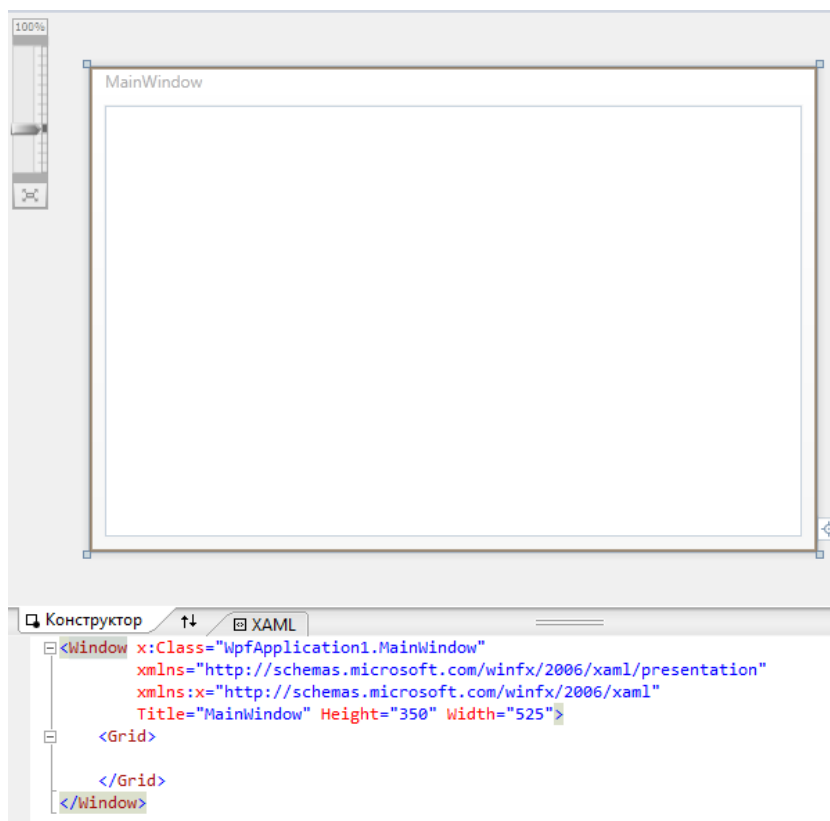 100%
MainWindow
Конструктор XAML
<Window x:Class="WpfApplication1.MainWindow"
xmlns="http://schemas.microsoft.com/winfx/2006/xaml/presentation"
xmlns:x="http://schemas.microsoft.com/winfx/2006/xaml"
Title="MainWindow" Height="350" Width="525">
<Grid>
</Grid>
</Window>